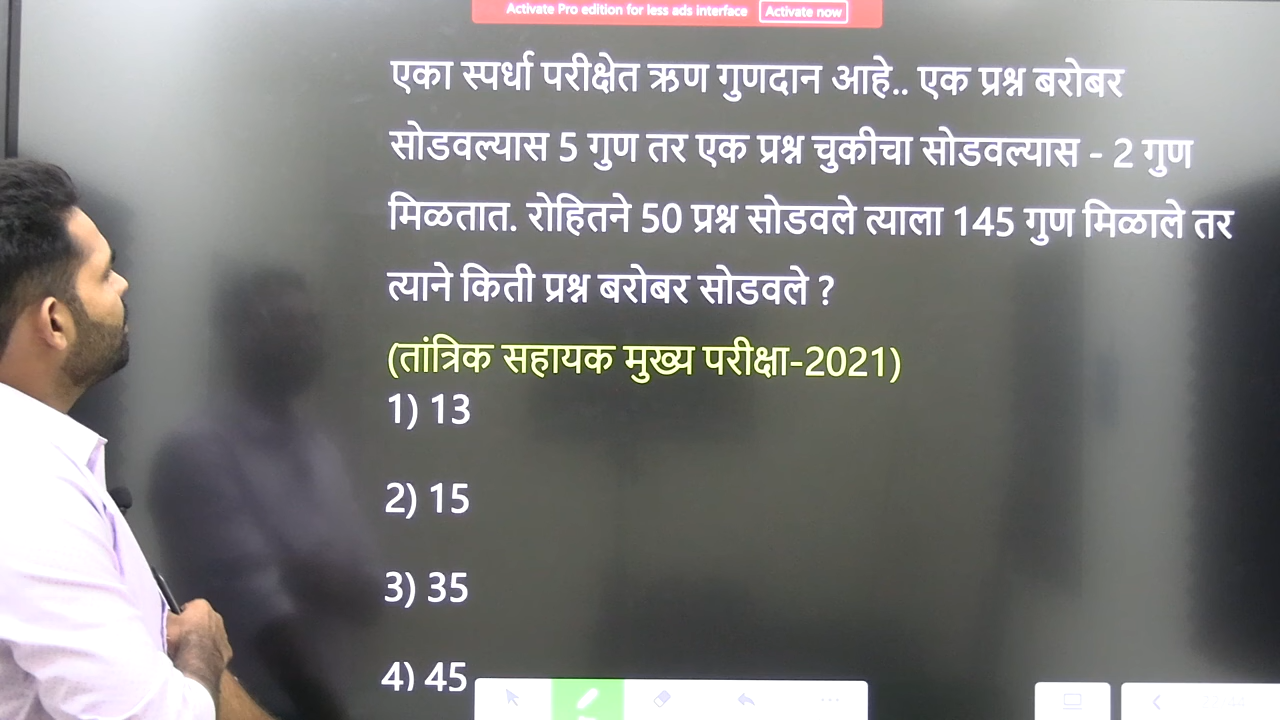 Activate Pro edition for less ads interface Activate now
एका स्पर्धा परीक्षेत ऋण गुणदान आहे.. एक प्रश्न बरोबर
सोडवल्यास 5 गुण तर एक प्रश्न चुकीचा सोडवल्यास - 2 गुण
मिळतात. रोहितने 50 प्रश्न सोडवले त्याला 145 गुण मिळाले तर
त्याने किती प्रश्न बरोबर सोडवले ?
(तांत्रिक सहायक मुख्य परीक्षा-2021)
1) 13
2) 15
3) 35
4) 45